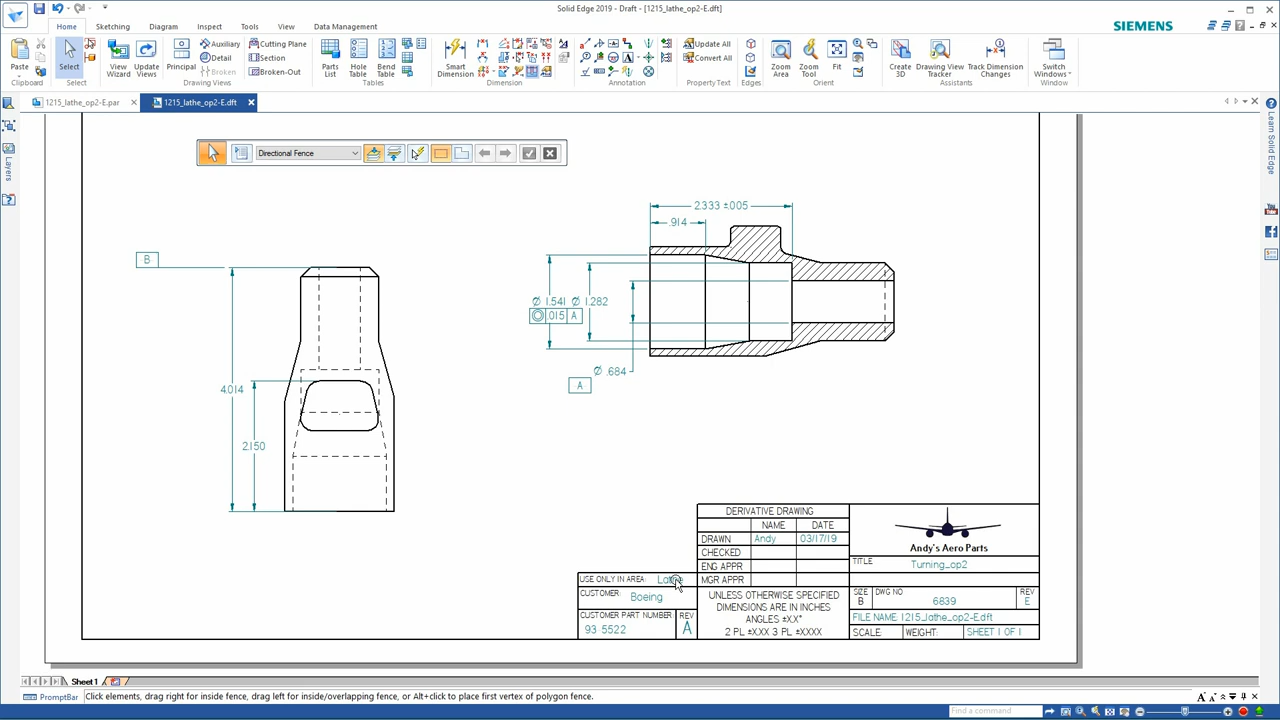 Solid Edge 2019 - Draft - [1215_lathe_op2-E.dft]
Home Sketching Diagram Inspect Tools View Data Management
SIEMENS
Paste
Clipboard
Select
Select
View Wizard
Update Views
Principal
Auxiliary
Detail
Broken
Cutting Plane
Section
Broken-Out
Drawing Views
Parts List
Hole Table
Bend Table
Tables
Smart Dimension
Dimension
Annotation
Update All
Convert All
Property Text
Edges
Zoom Area
Zoom Tool
Fit
Orient
Create 3D
Drawing View Tracker
Track Dimension Changes
Assistants
Switch Windows
Window
1215_lathe_op2-E.par
1215_lathe_op2-E.dft
Layers
Learn Solid Edge
You Tube
Directional Fence
B
4.014
2.150
2.333 ±.005
.914
Ø 1.541 Ø 1.282
.015 A
Ø .684
A
DERIVATIVE DRAWING
NAME DATE
DRAWN Andy 03/17/19
CHECKED
ENG APPR
MGR APPR
USE ONLY IN AREA: Lathe
CUSTOMER: Boeing
CUSTOMER PART NUMBER REV
93 5522 A
UNLESS OTHERWISE SPECIFIED
DIMENSIONS ARE IN INCHES
ANGLES ±XX°
2 PL ±XXX 3 PL ±XXXX
Andy's Aero Parts
TITLE
Turning_op2
SIZE DWG NO REV
B 6839 E
FILE NAME: 1215_lathe_op2-E.dft
SCALE: WEIGHT: SHEET 1 OF 1
Sheet1
PromptBar
Click elements, drag right for inside fence, drag left for inside/overlapping fence, or Alt+click to place first vertex of polygon fence.
Find a command